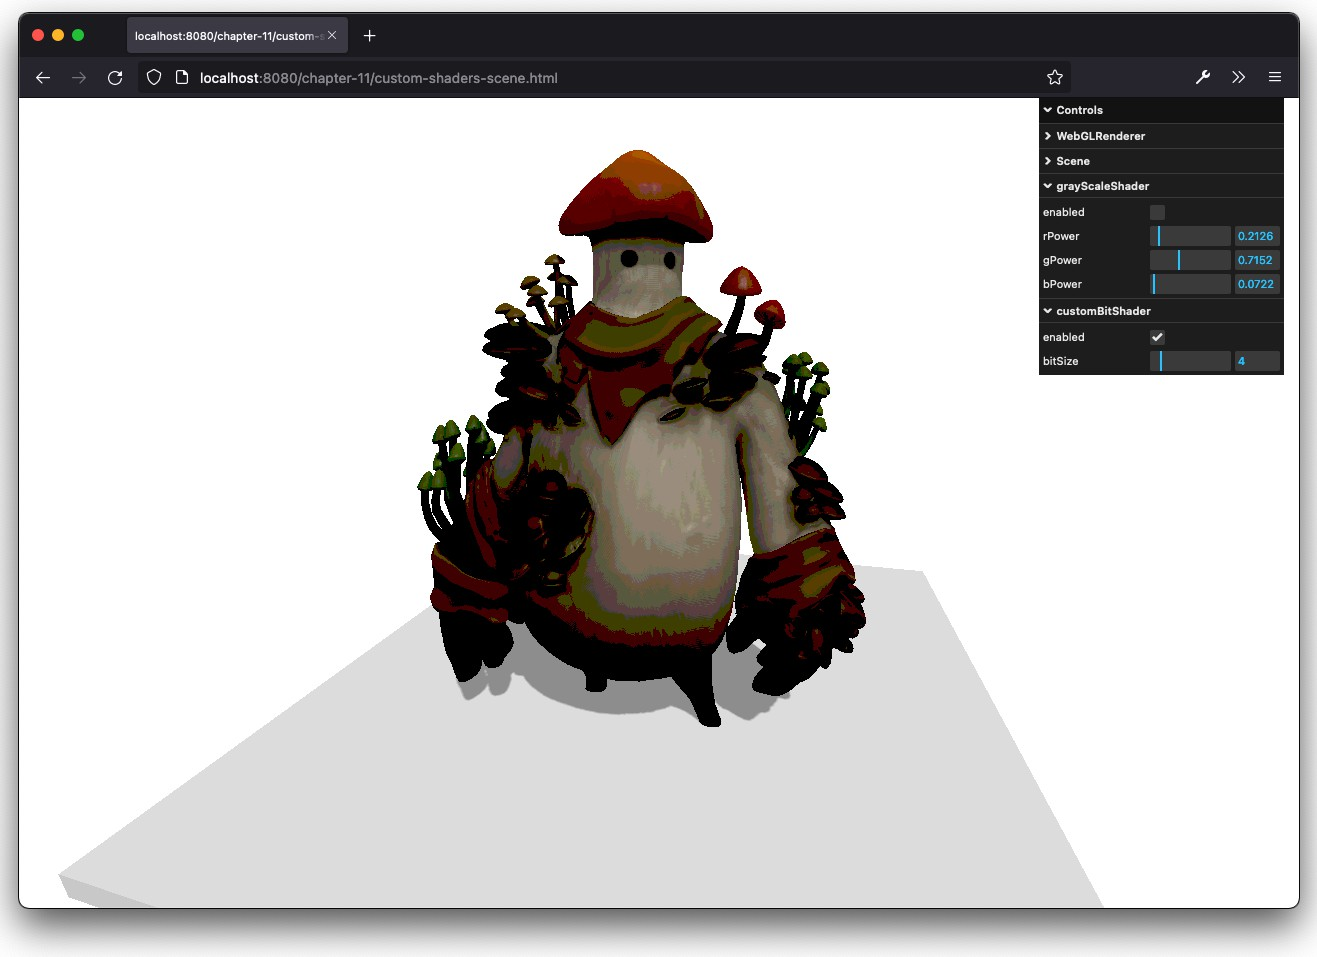 localhost:8080/chapter-11/custom-s
localhost:8080/chapter-11/custom-shaders-scene.html
Controls
WebGLRenderer
Scene
grayScaleShader
enabled
rPower 0.2126
gPower 0.7152
bPower 0.0722
customBitShader
enabled
bitSize 4